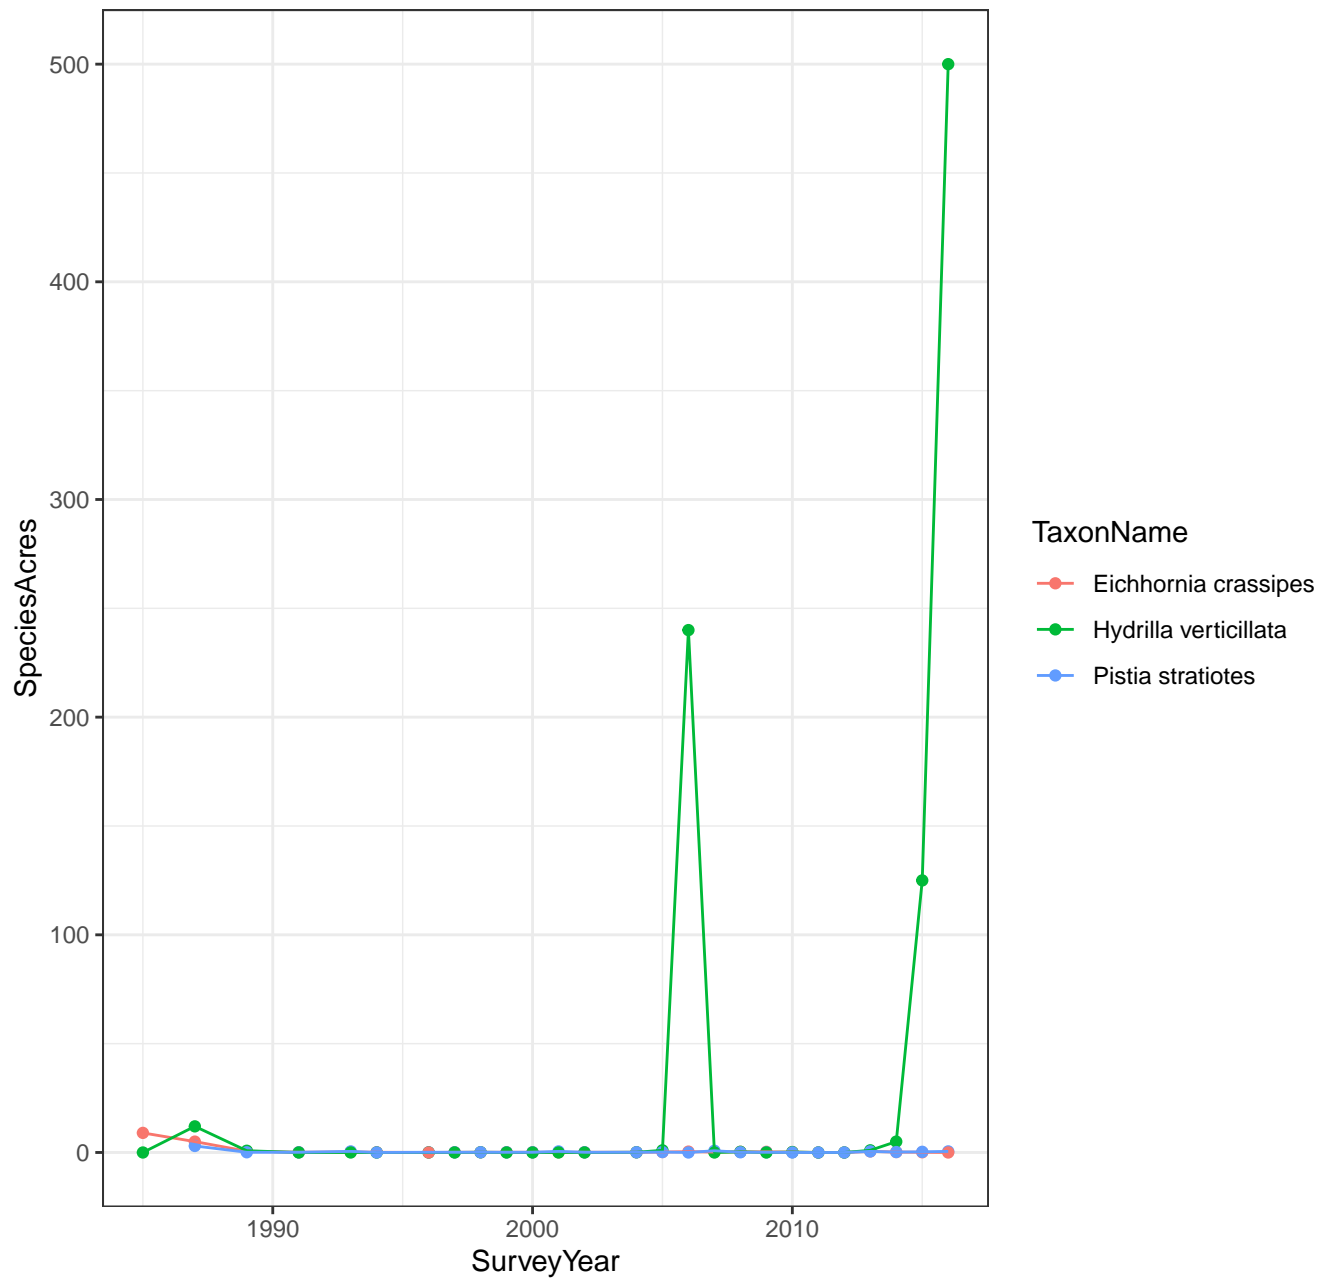 500
400
300
200
100
0
SpeciesAcres
1990
2000
2010
SurveyYear
TaxonName
Eichhornia crassipes
Hydrilla verticillata
Pistia stratiotes